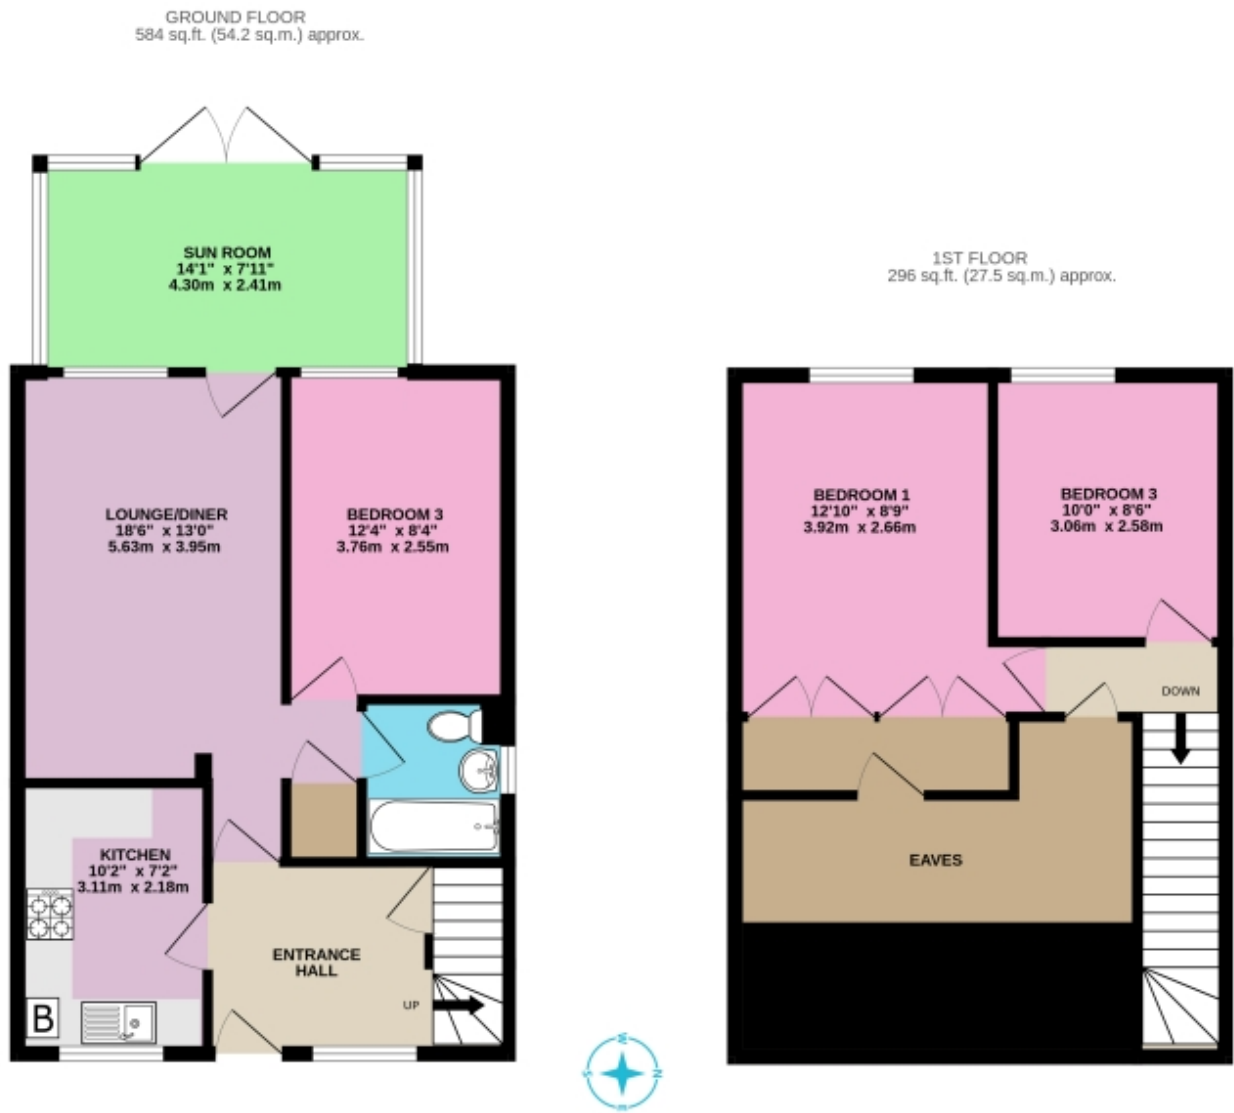 GROUND FLOOR
584 sq.ft. (54.2 sq.m.) approx.
SUN ROOM
14'1" x 7'11"
4.30m x 2.41m
LOUNGE/DINER
18'6" x 13'0"
5.63m x 3.95m
BEDROOM 3
12'4" x 8'4"
3.76m x 2.55m
KITCHEN
10'2" x 7'2"
3.11m x 2.18m
B
ENTRANCE
HALL
UP
1ST FLOOR
296 sq.ft. (27.5 sq.m.) approx.
BEDROOM 1
12'10" x 8'9"
3.92m x 2.66m
BEDROOM 3
10'0" x 8'6"
3.06m x 2.58m
DOWN
EAVES
W
S
N
E